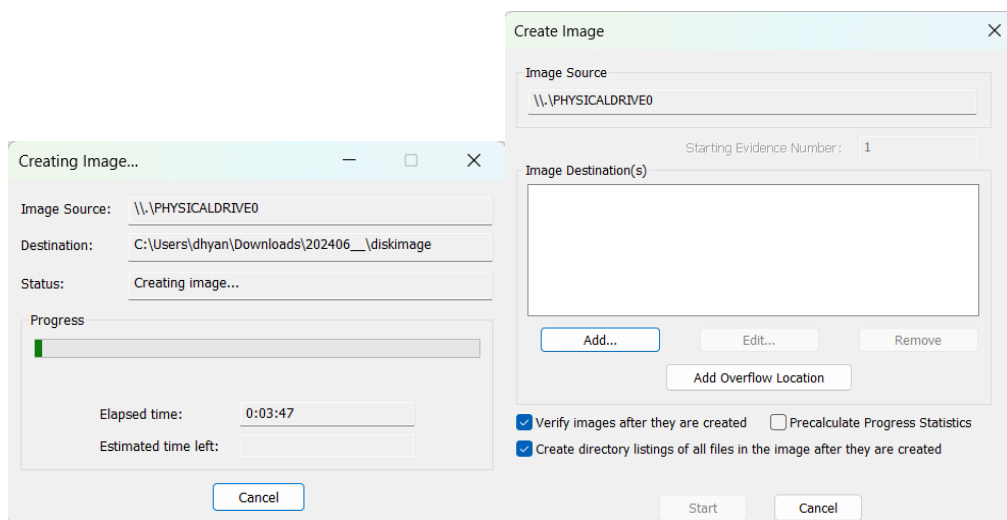 Creating Image...
Image Source: \\.\PHYSICALDRIVE0
Destination: C:\Users\dhyan\Downloads\202406__\diskimage
Status: Creating image...
Progress
Elapsed time: 0:03:47
Estimated time left:
Cancel
Create Image
Image Source
\\.\PHYSICALDRIVE0
Starting Evidence Number: 1
Image Destination(s)
Add... Edit... Remove
Add Overflow Location
Verify images after they are created Precalculate Progress Statistics
Create directory listings of all files in the image after they are created
Start Cancel